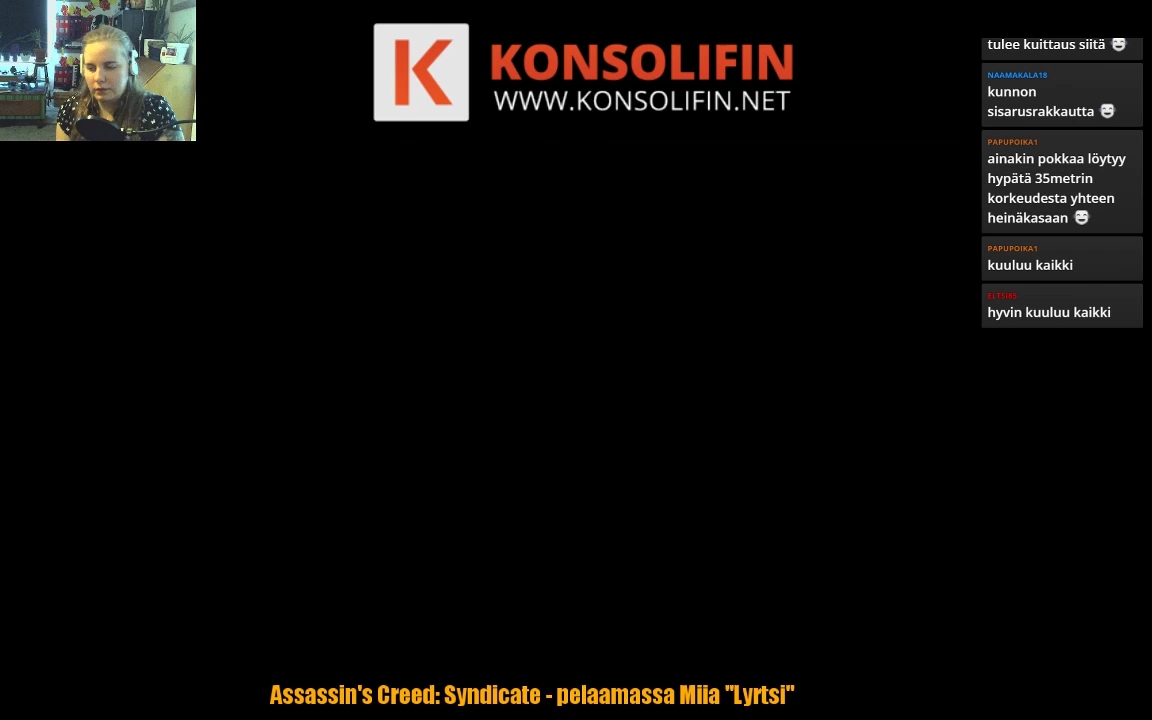 K KONSOLIFIN
WWW.KONSOLIFIN.NET
tulee kuittaus siitä
NAAMAKALA18
kunnon
sisarusrakkautta
PAPUPOIKA1
ainakin pokkaa löytyy
hypätä 35metrin
korkeudesta yhteen
heinäkasaan
PAPUPOIKA1
kuuluu kaikki
hyvin kuuluu kaikki
Assassin's Creed: Syndicate - pelaamassa Miia "Lyrtsi"